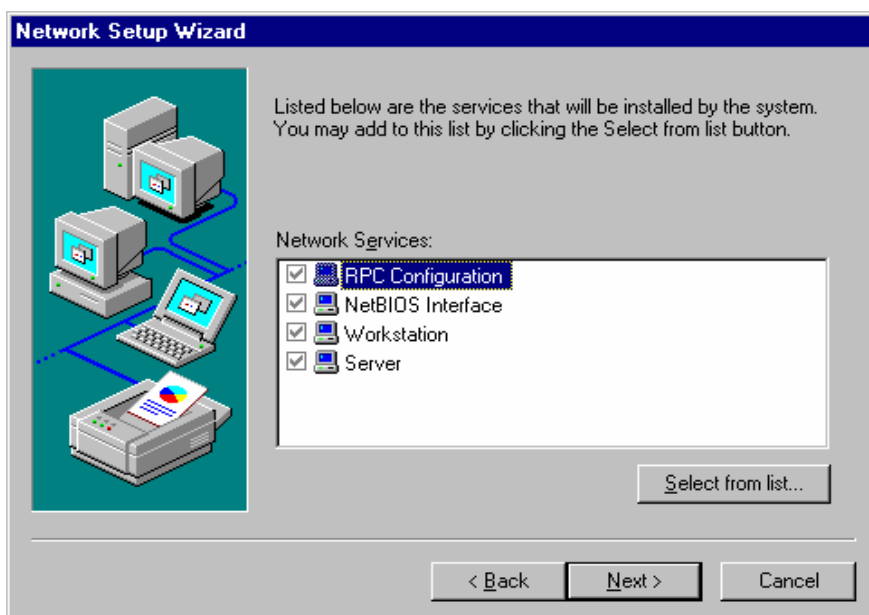 Network Setup Wizard
Listed below are the services that will be installed by the system.
You may add to this list by clicking the Select from list button.
Network Services:
RPC Configuration
NetBIOS Interface
Workstation
Server
Select from list...
< Back
Next >
Cancel